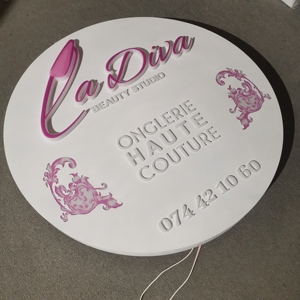 La Diva
BEAUTY STUDIO
ONGLERIE
HAUTE
COUTURE
074 42 10 60